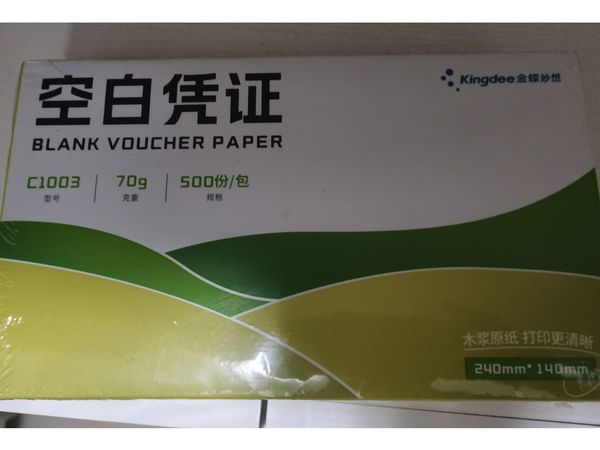 Kingdee金蝶妙想
空白凭证
BLANK VOUCHER PAPER
C1003 70g 500份/包
型号 克重 规格
木浆原纸 打印更清晰
240mm*140mm